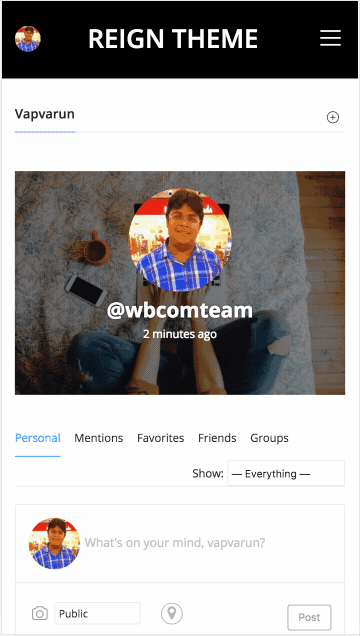 REIGN THEME
Vapvarun
@wbcomteam
2 minutes ago
Personal Mentions Favorites Friends Groups
Show: — Everything —
What's on your mind, vapvarun?
Public
Post